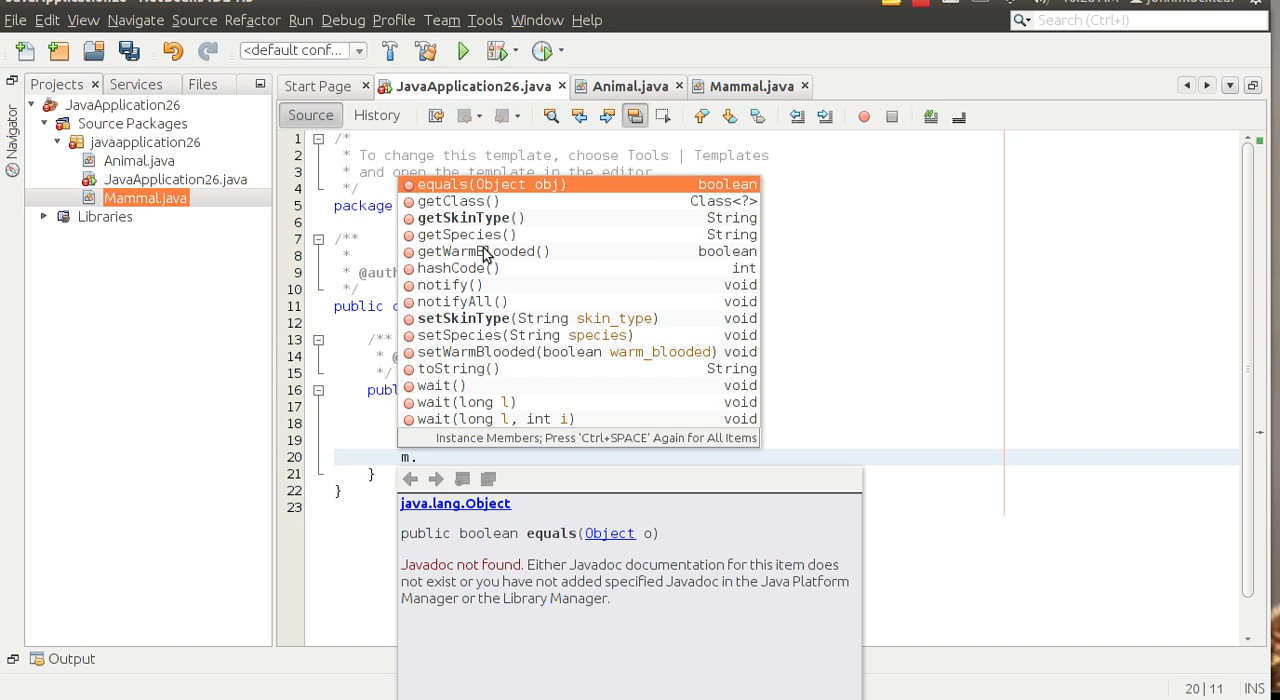 File Edit View Navigate Source Refactor Run Debug Profile Team Tools Window Help
Search (Ctrl+I)
<default conf...
Projects Services Files
Start Page JavaApplication26.java Animal.java Mammal.java
Navigator
JavaApplication26
Source Packages
javaapplication26
Animal.java
JavaApplication26.java
Mammal.java
Libraries
Source History
1 /*
2 * To change this template, choose Tools | Templates
3 * and open the template in the editor
4 */
5 package
6
7 /**
8 *
9 * @auth
10 */
11 public c
12
13 /**
14 * @
15 */
16 publ
17
18
19
20 m.
21 }
22 }
23
equals(Object obj) boolean
getClass() Class<?>
getSkinType() String
getSpecies() String
getWarmBlooded() boolean
hashCode() int
notify() void
notifyAll() void
setSkinType(String skin_type) void
setSpecies(String species) void
setWarmBlooded(boolean warm_blooded) void
toString() String
wait() void
wait(long l) void
wait(long l, int i) void
Instance Members; Press 'Ctrl+SPACE' Again for All Items
java.lang.Object
public boolean equals(Object o)
Javadoc not found. Either Javadoc documentation for this item does
not exist or you have not added specified Javadoc in the Java Platform
Manager or the Library Manager.
Output
20|11 INS